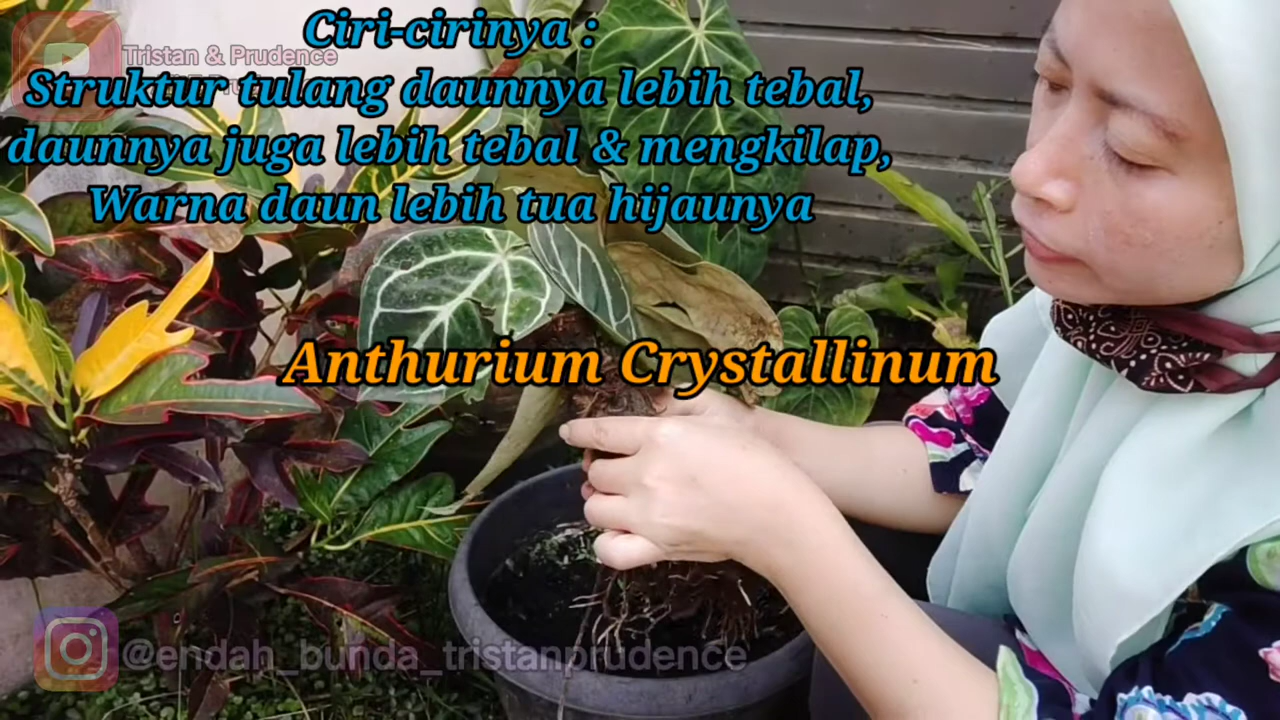 Ciri-cirinya :
Tristan & Prudence
Struktur tulang daunnya lebih tebal,
daunnya juga lebih tebal & mengkilap,
Warna daun lebih tua hijaunya
Anthurium Crystallinum
@endah_bunda_tristanprudence